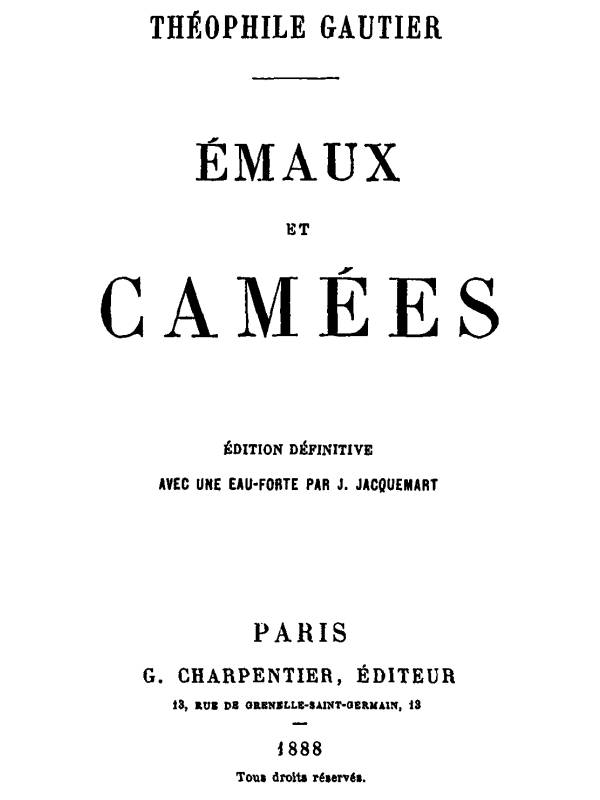 THÉOPHILE GAUTIER
ÉMAUX
ET
CAMÉES
ÉDITION DÉFINITIVE
AVEC UNE EAU-FORTE PAR J. JACQUEMART
PARIS
G. CHARPENTIER, ÉDITEUR
13, RUE DE GRENELLE-SAINT-GERMAIN, 13
1888
Tous droits réservés.